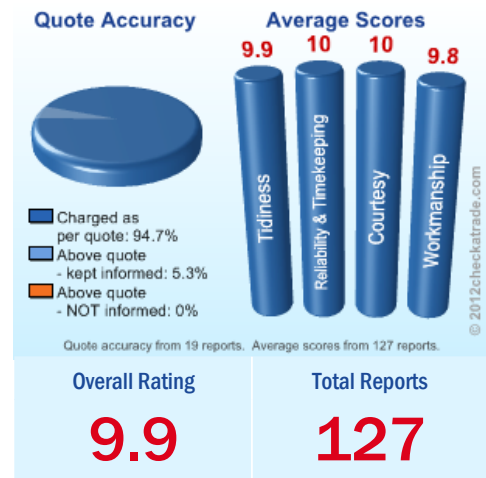 Quote Accuracy
Average Scores
9.9
10
10
9.8
Tidiness
Reliability & Timekeeping
Courtesy
Workmanship
Charged as
per quote: 94.7%
Above quote
- kept informed: 5.3%
Above quote
- NOT informed: 0%
© 2012checkatrade.com
Quote accuracy from 19 reports. Average scores from 127 reports.
Overall Rating
9.9
Total Reports
127